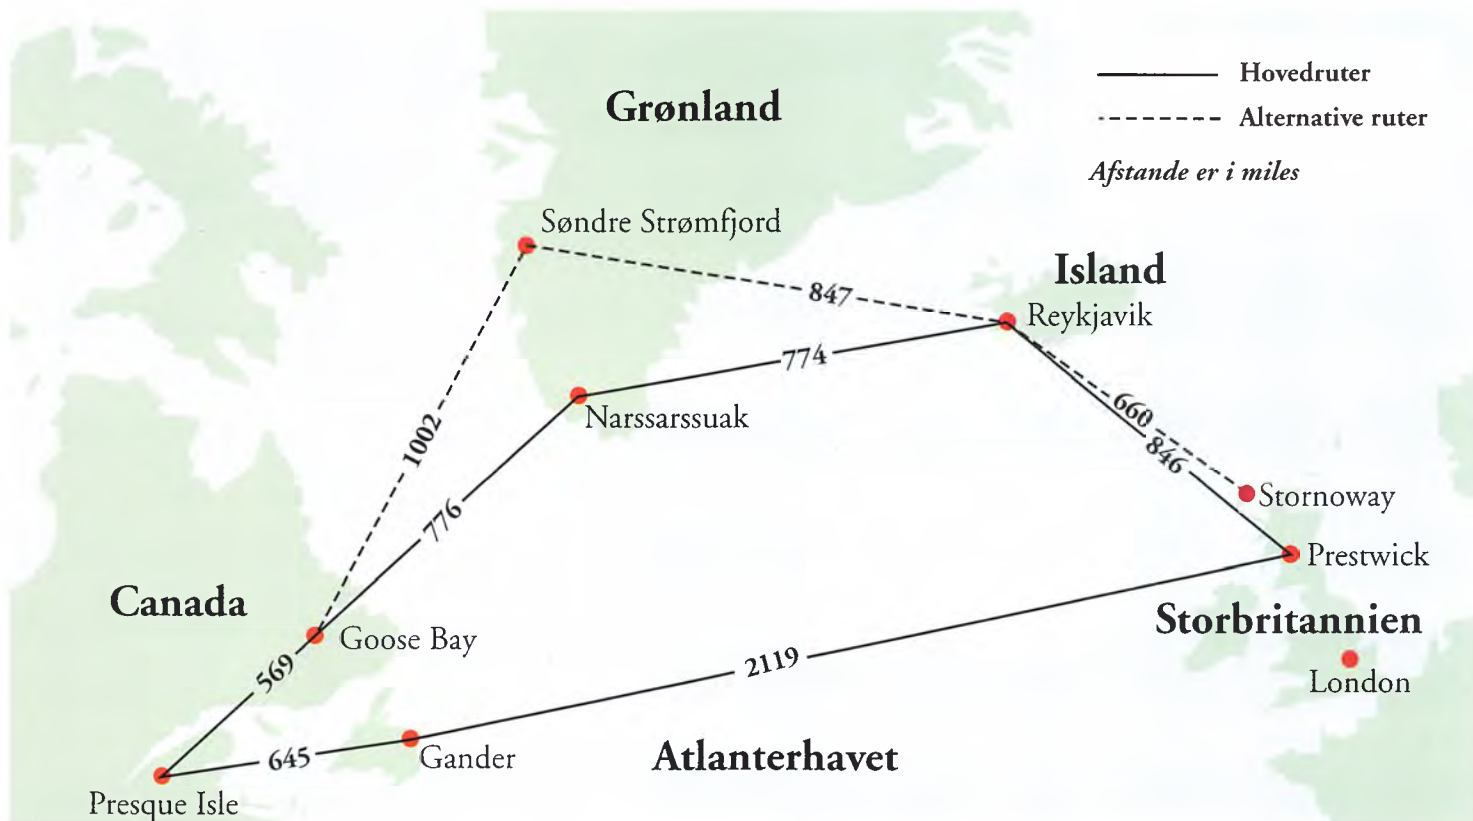 Hovedruter
Grønland
Alternative ruter
Afstande er i miles
Søndre Strømfjord
Island
847
Reykjavik
774
Narssarssuak
660
1002
846
Stornoway
776
Prestwick
Canada
Storbritannien
Goose Bay
2119
569
London
645
Gander
Atlanterhavet
Presque Isle